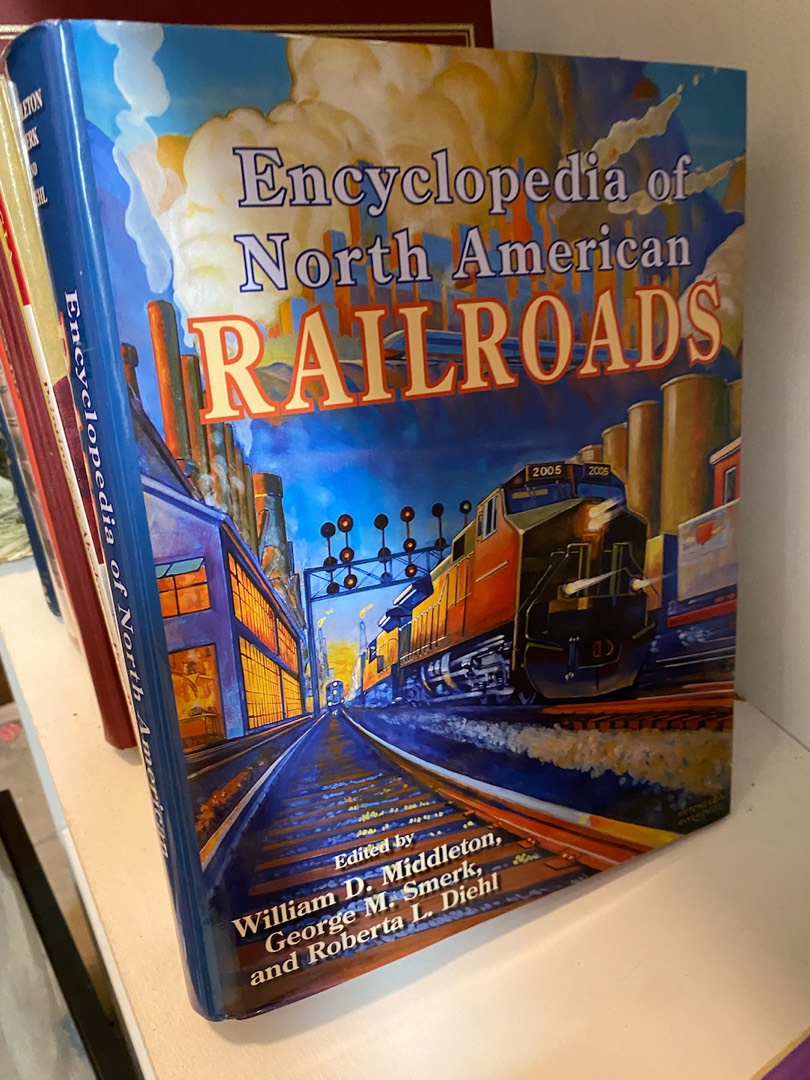 Encyclopedia of
North American
RAILROADS
2005 2005
Edited by
William D. Middleton,
George M. Smerk,
and Roberta L. Diehl
Encyclopedia of North American